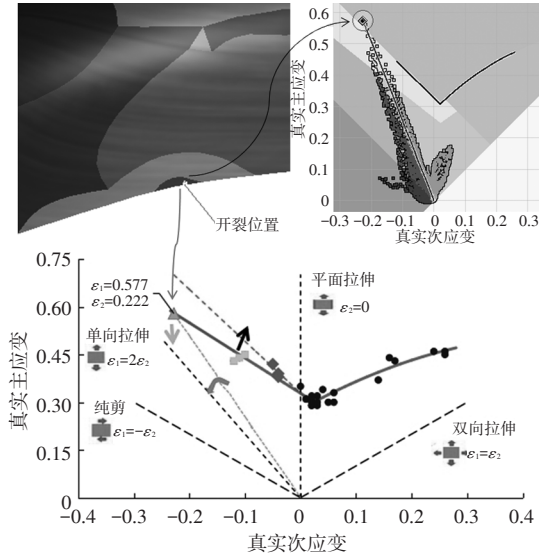 开裂位置
真实主应变
0.6
0.5
0.4
0.3
0.2
0.1
0
-0.3 -0.2 -0.1 0 0.1 0.2 0.3
真实次应变
真实主应变
0.75
0.60
0.45
0.30
0.15
0
ε₁=0.577
ε₂=0.222
单向拉伸
ε₁=2ε₂
纯剪
ε₁=-ε₂
平面拉伸
ε₂=0
双向拉伸
ε₁=ε₂
−0.4 −0.3 −0.2 −0.1 0 0.1 0.2 0.3 0.4
真实次应变